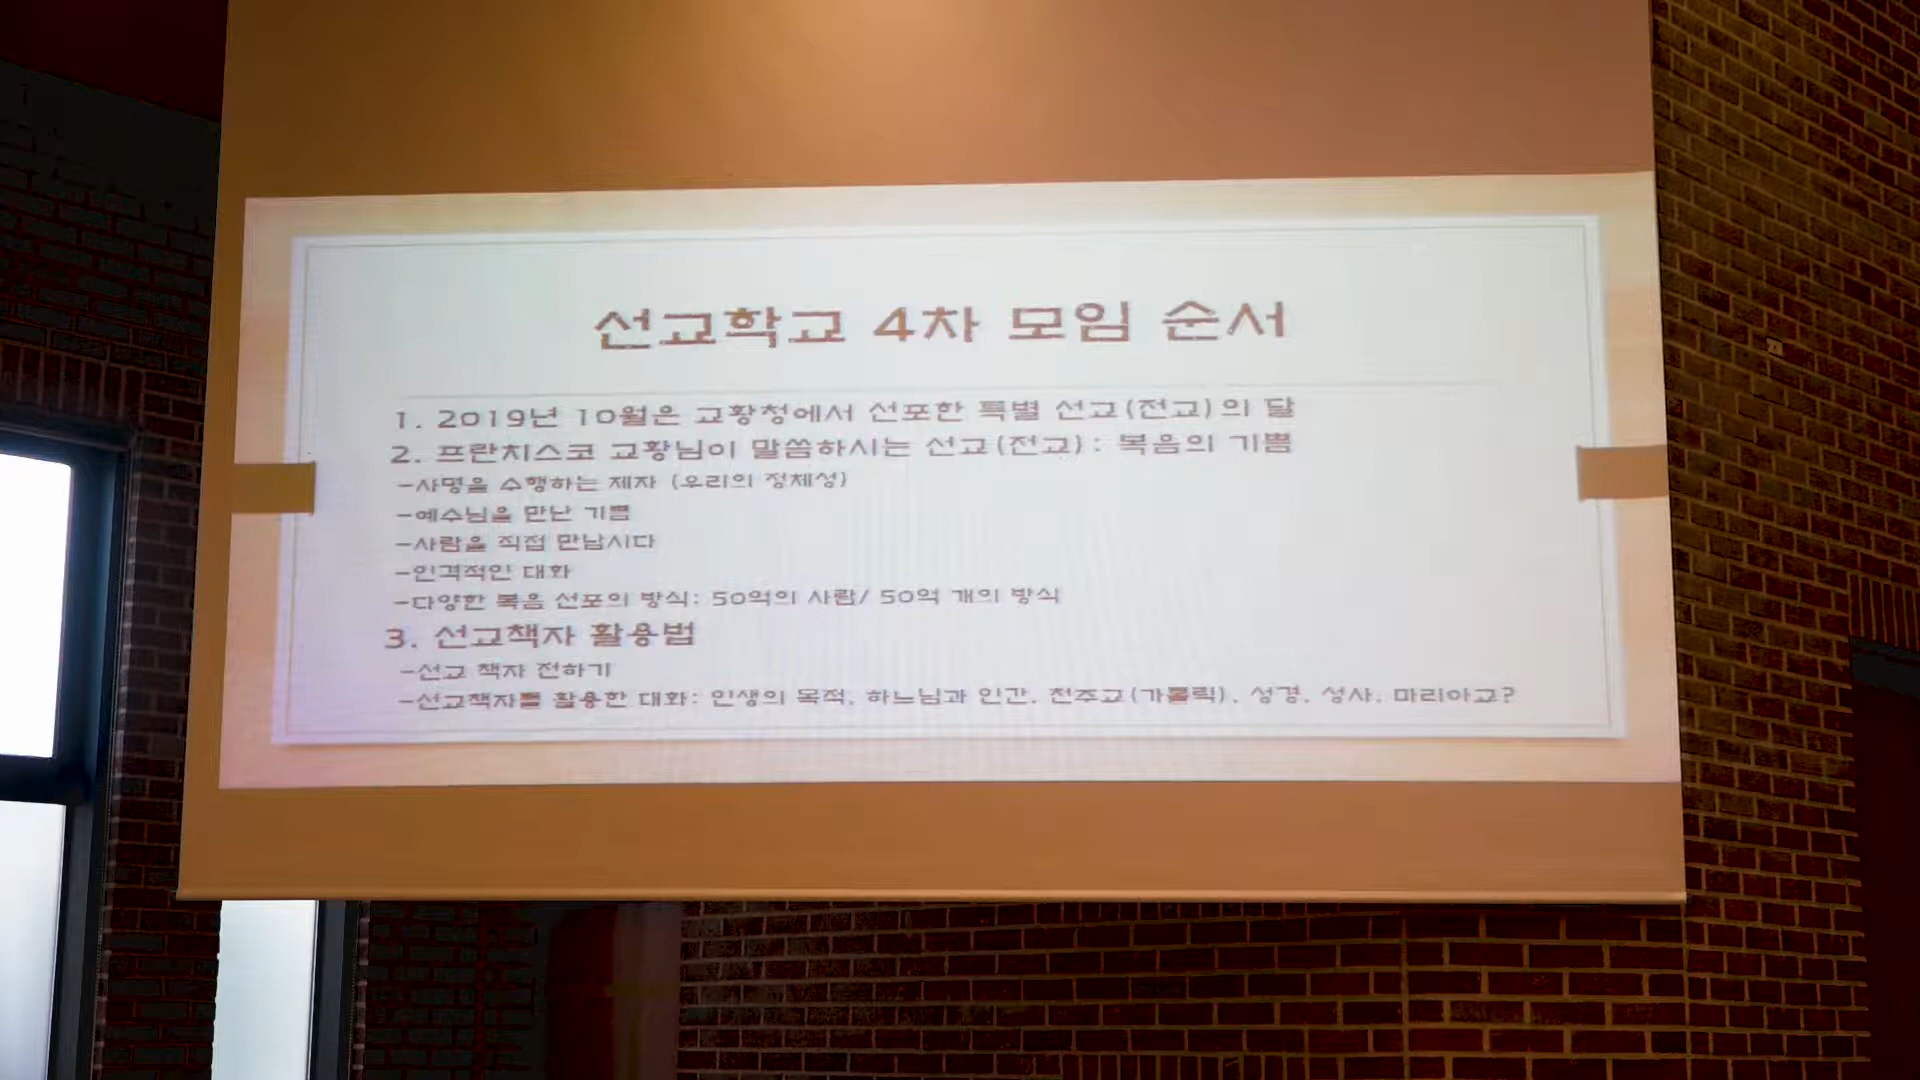 선교학교 4차 모임 순서
1. 2019년 10월은 교황청에서 선포한 특별 선교(전교)의 달
2. 프란치스코 교황님이 말씀하시는 선교(전교): 복음의 기쁨
-사명을 수행하는 제자 (우리의 정체성)
-예수님을 만난 기쁨
-사람을 직접 만납시다
-인격적인 대화
-다양한 복음 선포의 방식: 50억의 사람/ 50억 개의 방식
3. 선교책자 활용법
-선교 책자 전하기
-선교책자를 활용한 대화: 인생의 목적, 하느님과 인간, 천주교(가톨릭), 성경, 성사, 마리아교?